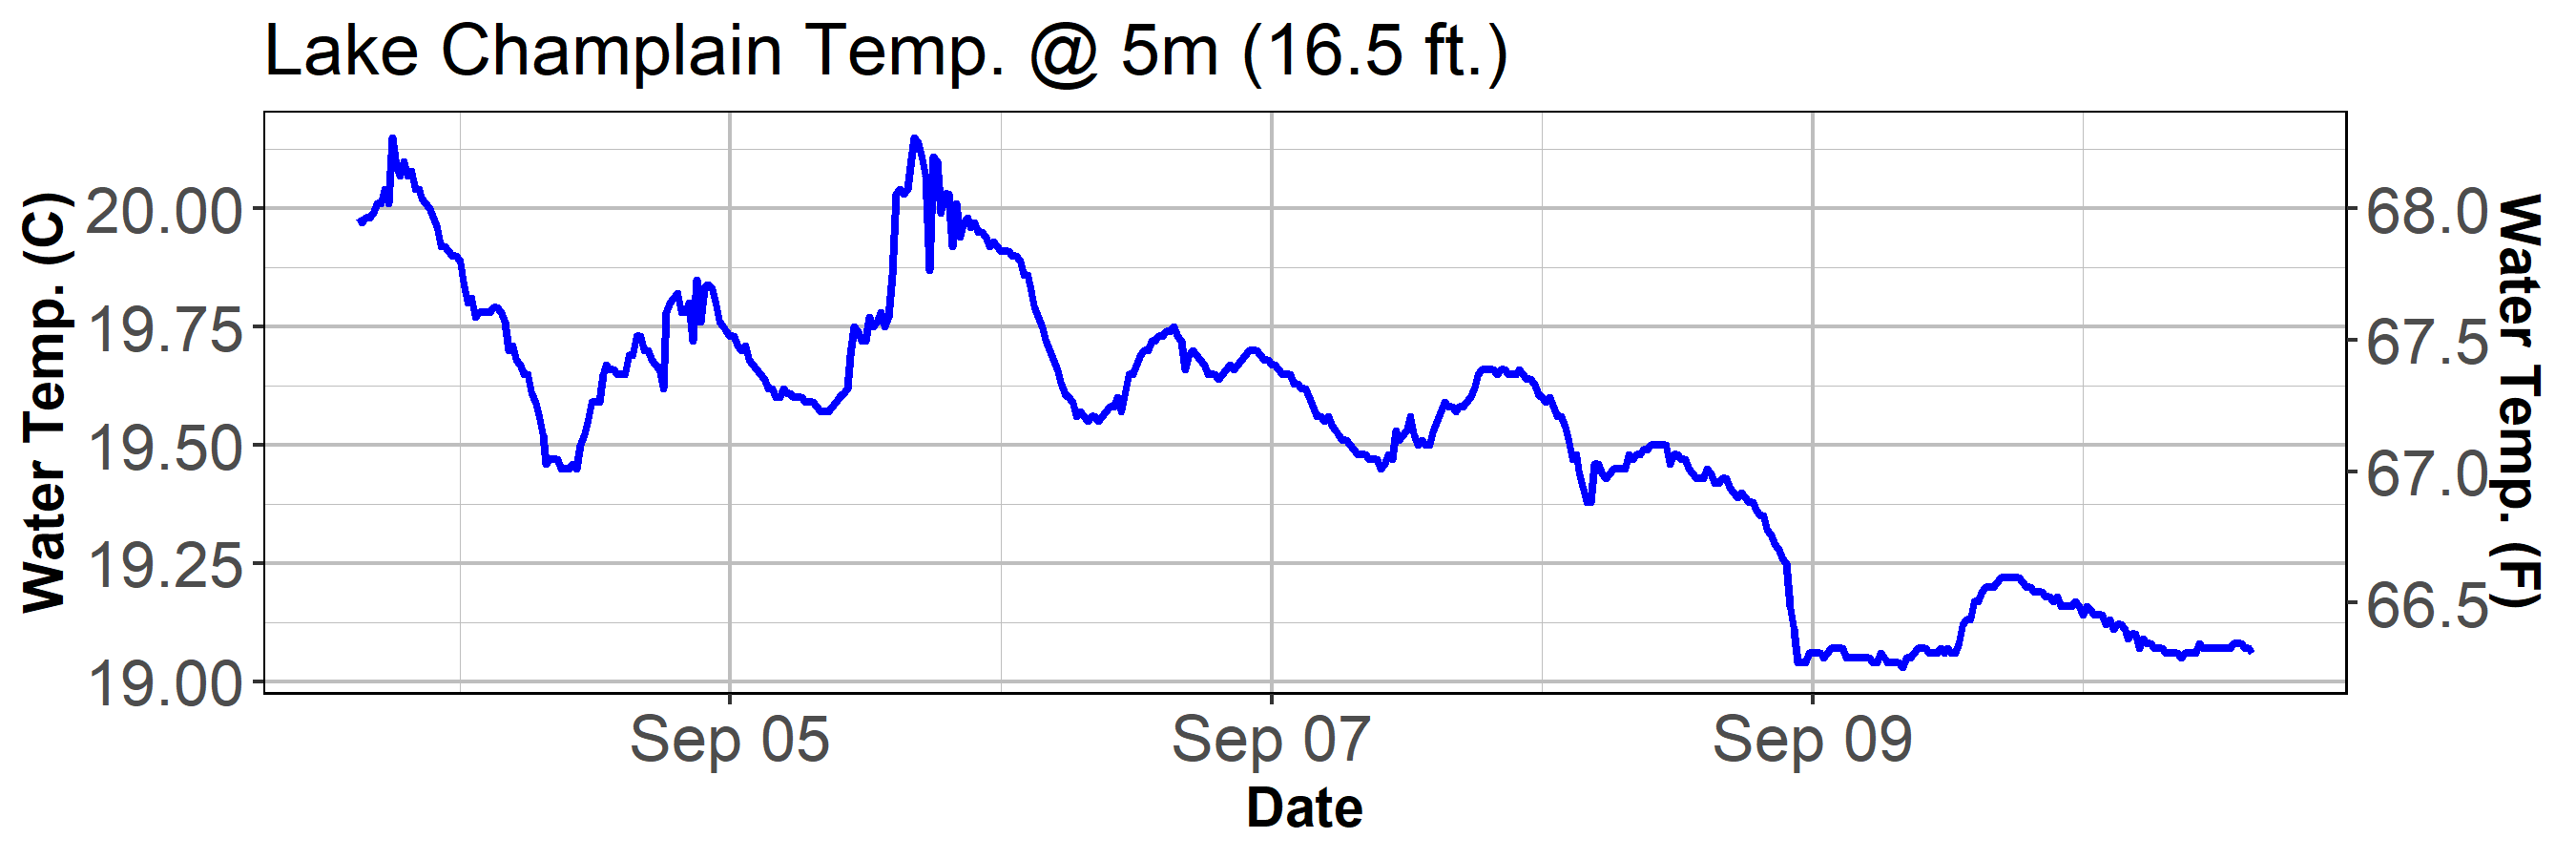 Lake Champlain Temp. @ 5m (16.5 ft.)
Water Temp. (C)
20.00
19.75
19.50
19.25
19.00
68.0
67.5
67.0
66.5
Water Temp. (F)
Sep 05 Sep 07 Sep 09
Date